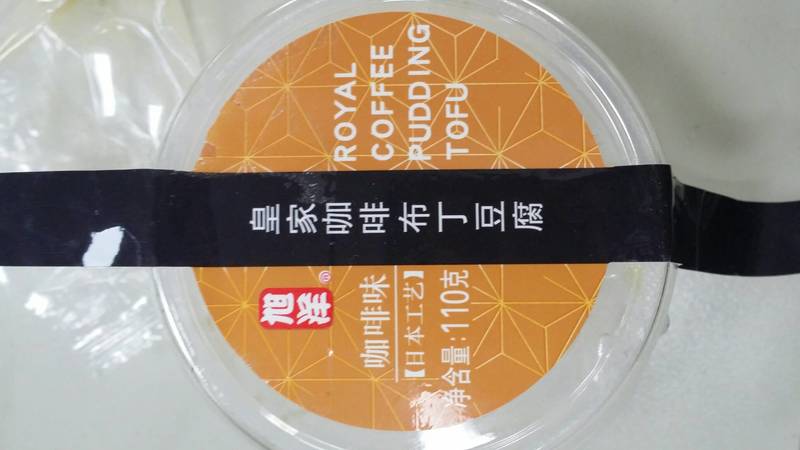 ROYAL
COFFEE
PUDDING
TOFU
皇家咖啡布丁豆腐
旭洋®
咖啡味
【日本工艺】
净含量:110克